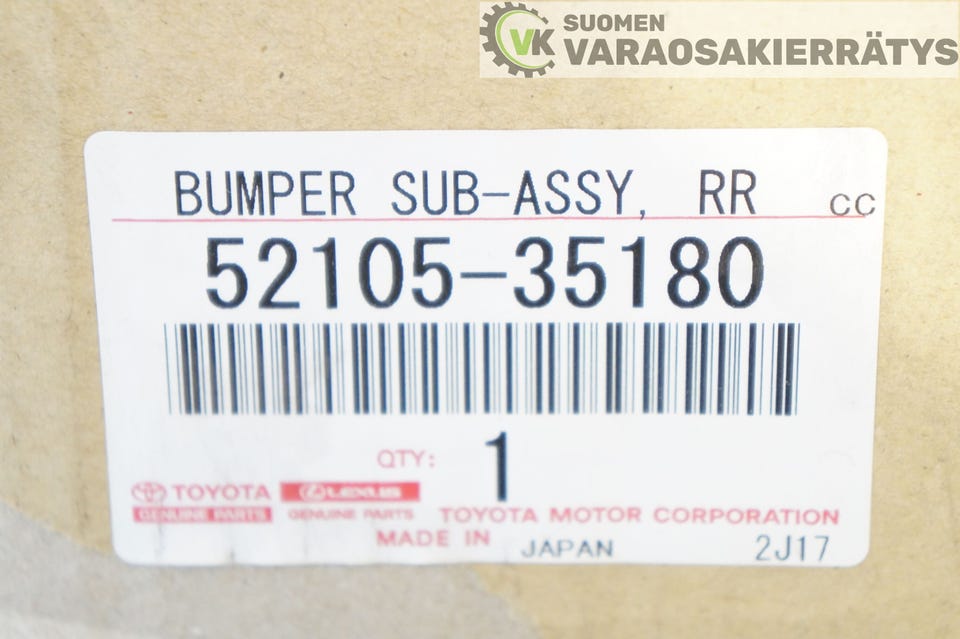 SUOMEN
VK VARAOSAKIERRÄTYS
BUMPER SUB-ASSY, RR CC
52105-35180
QTY: 1
TOYOTA LEXUS
GENUINE PARTS GENUINE PARTS TOYOTA MOTOR CORPORATION
MADE IN JAPAN 2J17